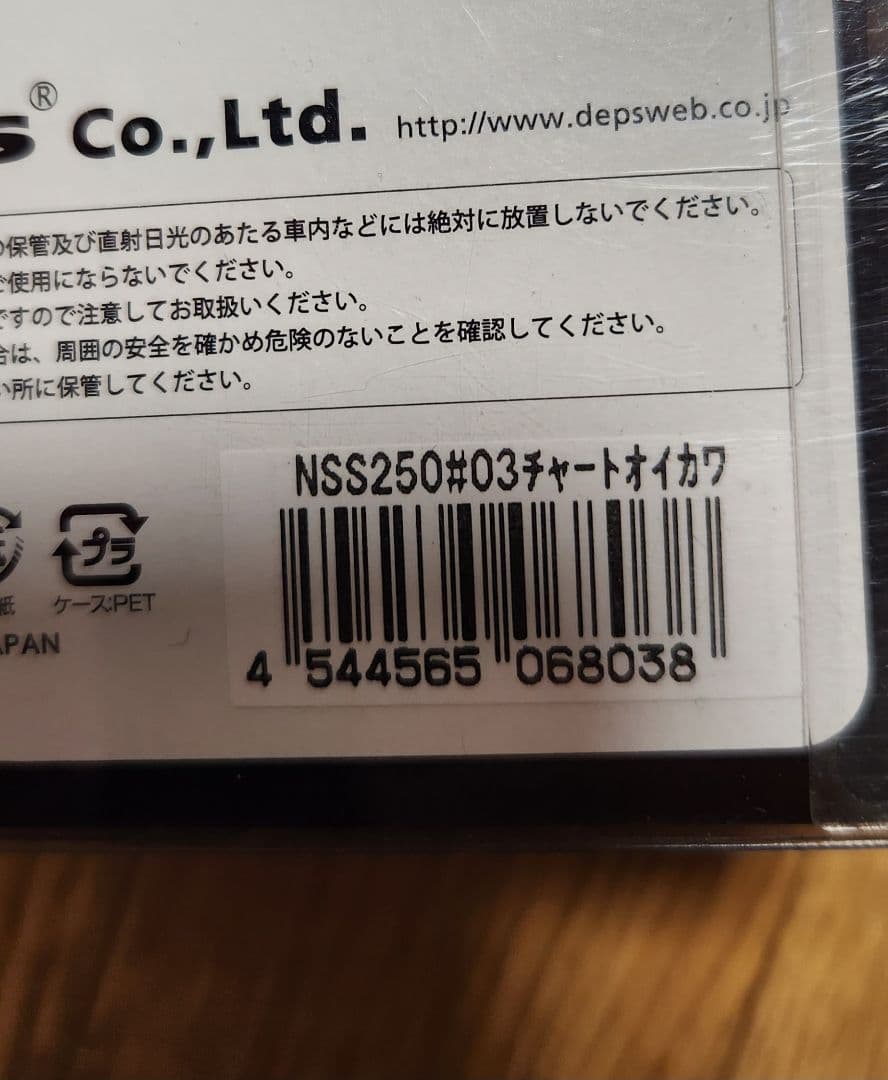 s® Co.,Ltd. http://www.depsweb.co.jp
の保管及び直射日光のあたる車内などには絶対に放置しないでください。
ご使用にならないでください。
ですので注意してお取扱いください。
合は、周囲の安全を確かめ危険のないことを確認してください。
い所に保管してください。
NSS250#03チャートオイカワ
プラ
紙
ケース:PET
APAN
4 544565 068038